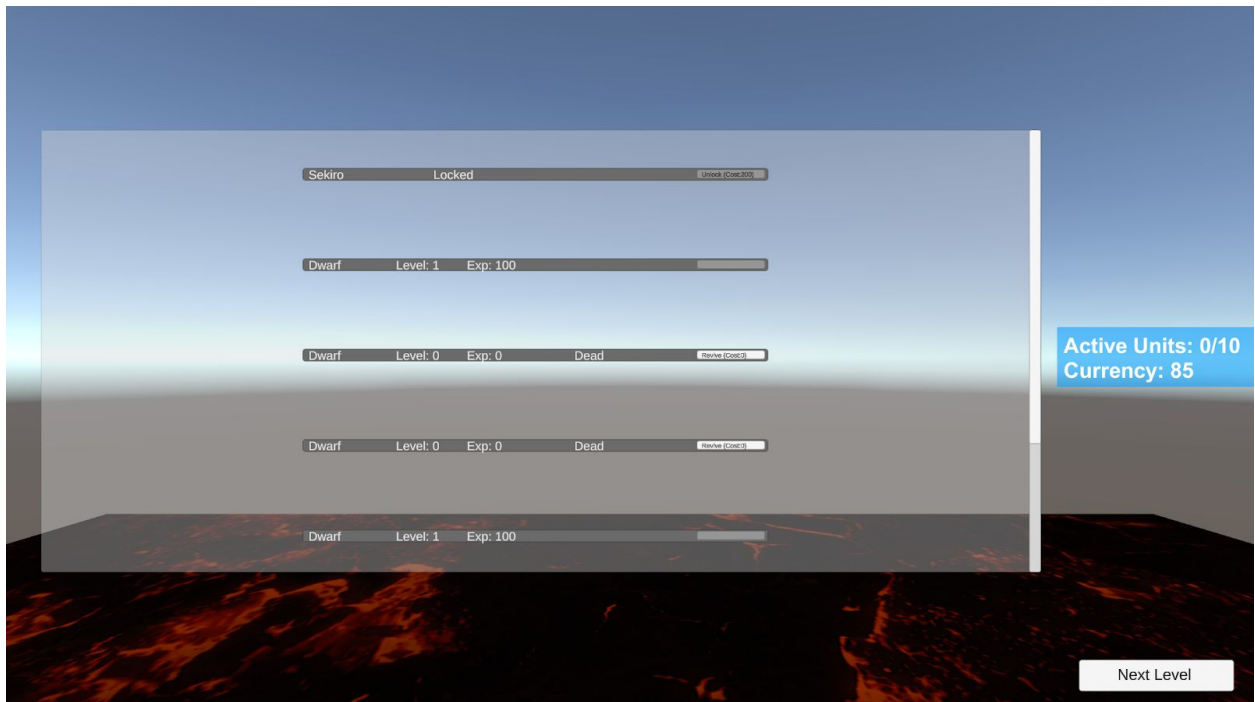 Sekiro Locked Unlock (Cost:200)
Dwarf Level: 1 Exp: 100
Dwarf Level: 0 Exp: 0 Dead Revive (Cost:0)
Dwarf Level: 0 Exp: 0 Dead Revive (Cost:0)
Dwarf Level: 1 Exp: 100
Active Units: 0/10
Currency: 85
Next Level